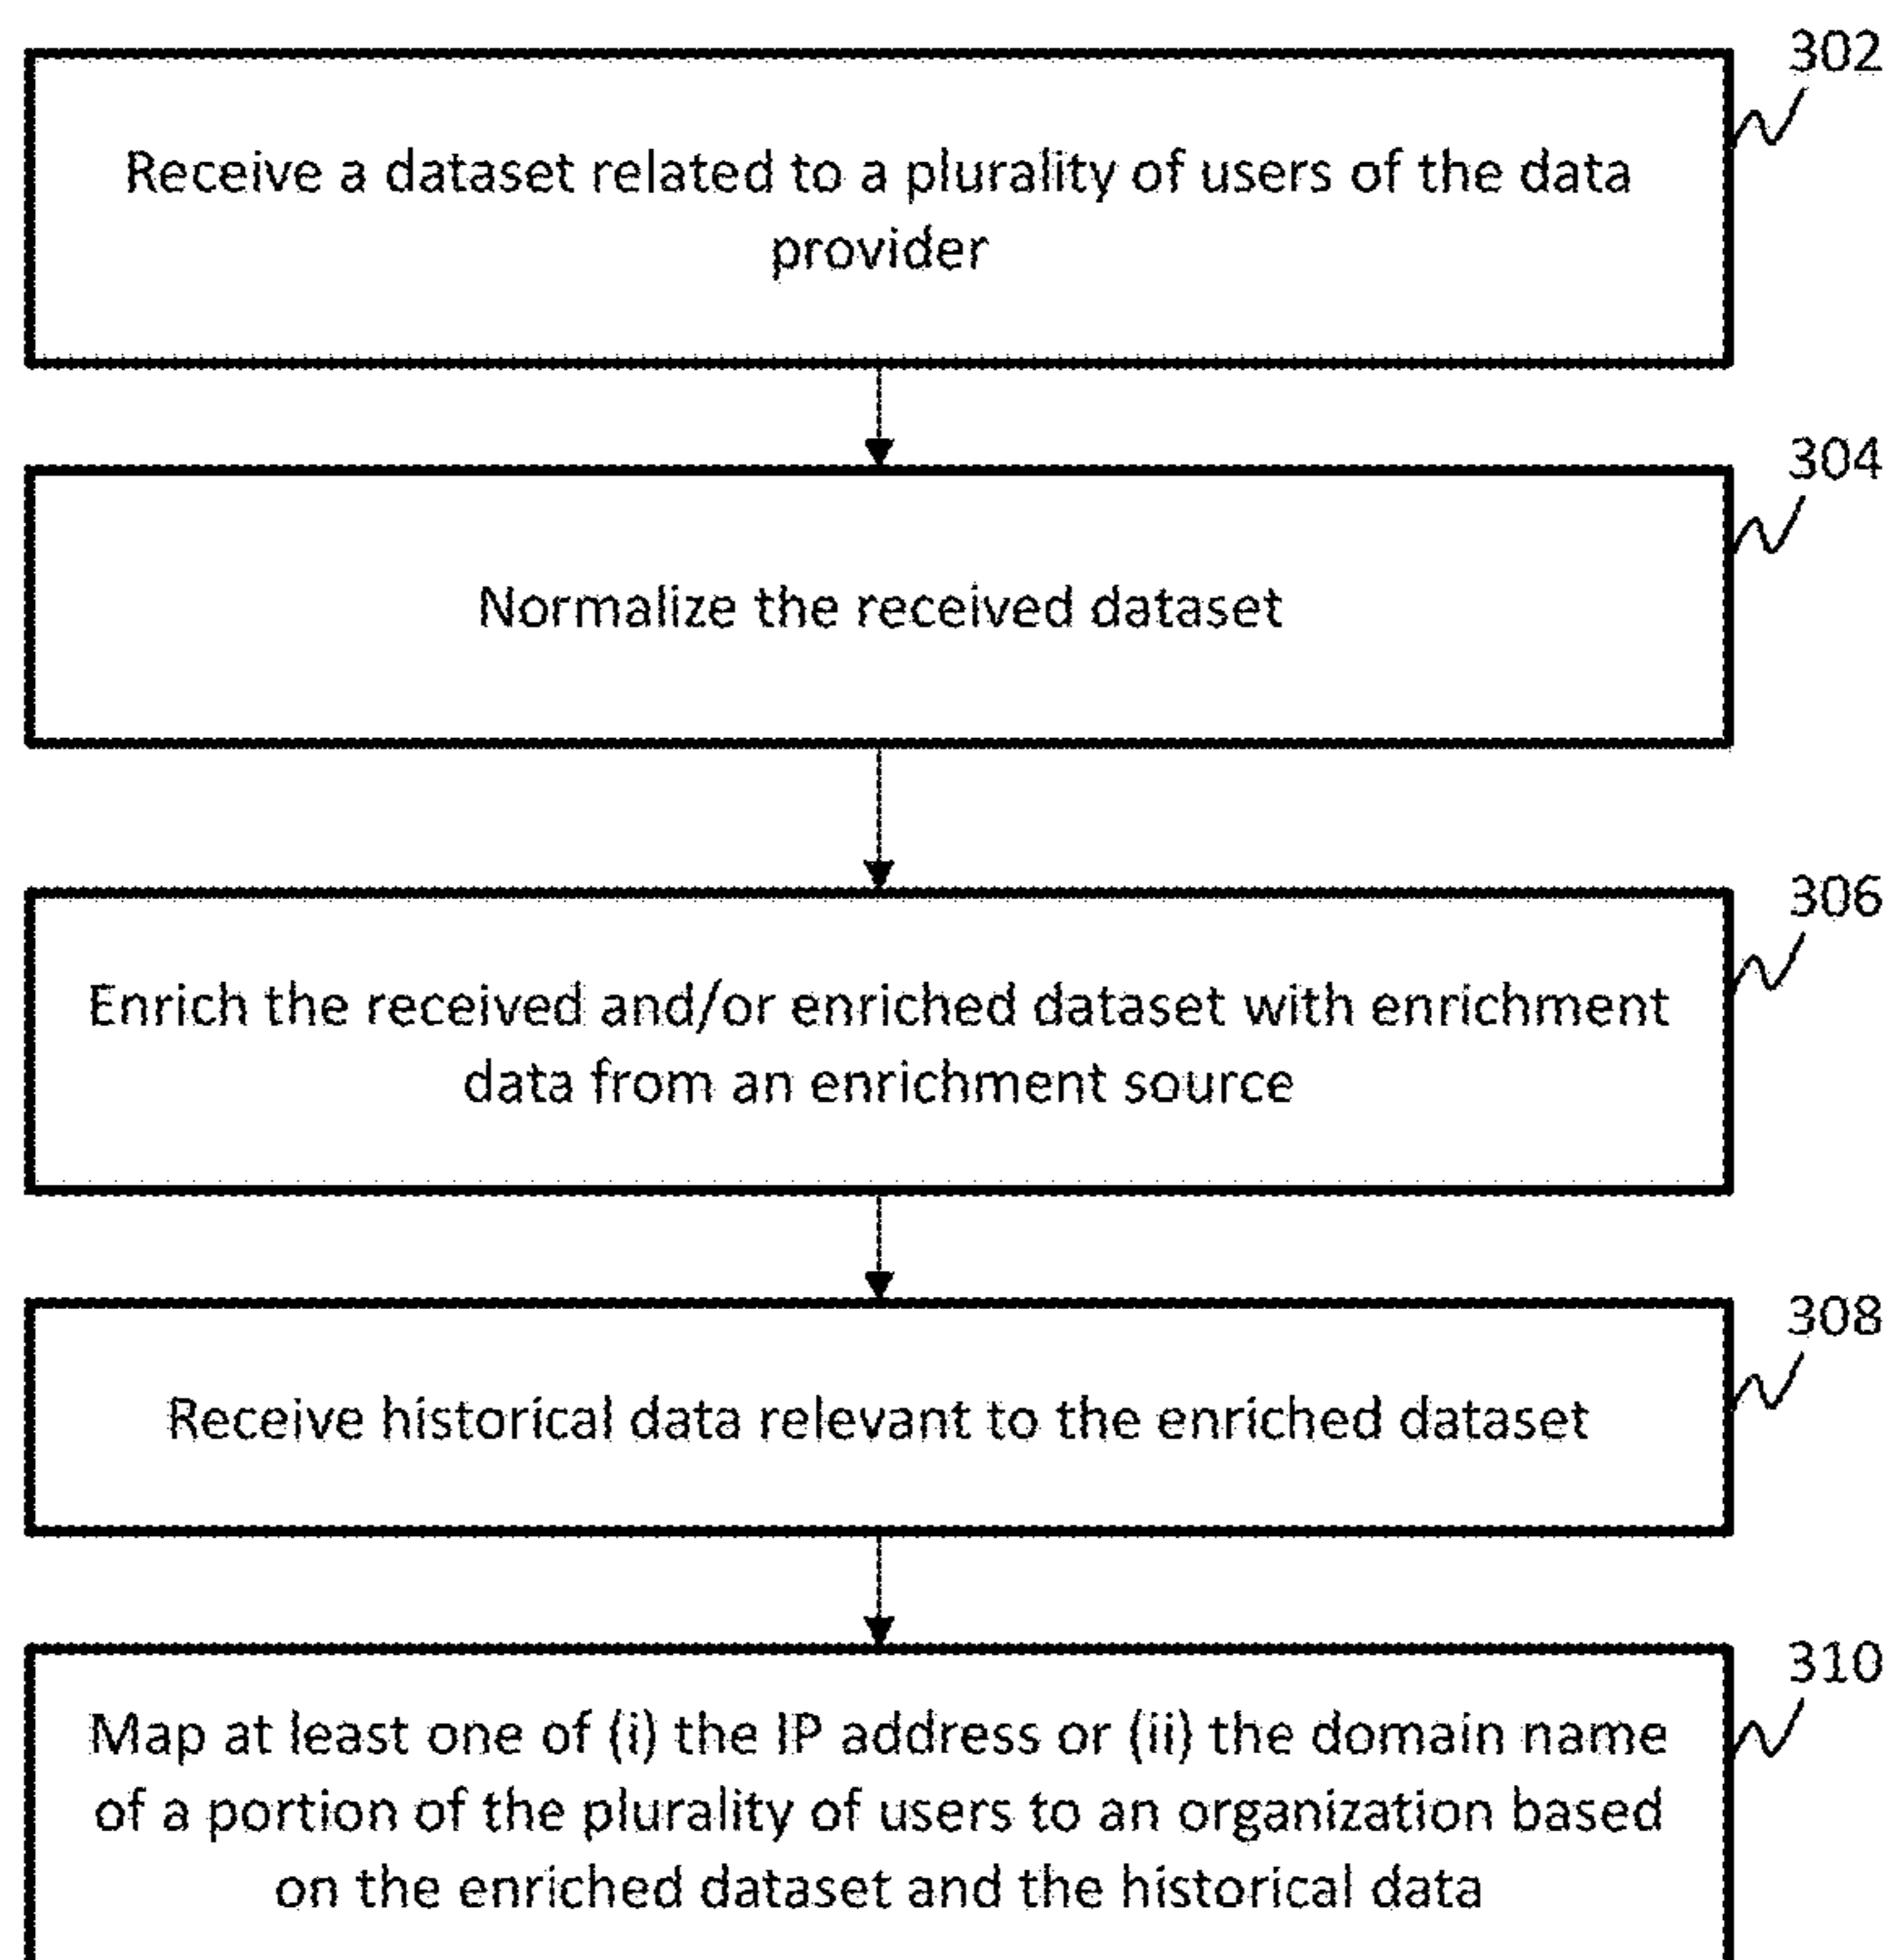 302
Receive a dataset related to a plurality of users of the data
provider
304
Normalize the received dataset
306
Enrich the received and/or enriched dataset with enrichment
data from an enrichment source
308
Receive historical data relevant to the enriched dataset
310
Map at least one of (i) the IP address or (ii) the domain name
of a portion of the plurality of users to an organization based
on the enriched dataset and the historical data